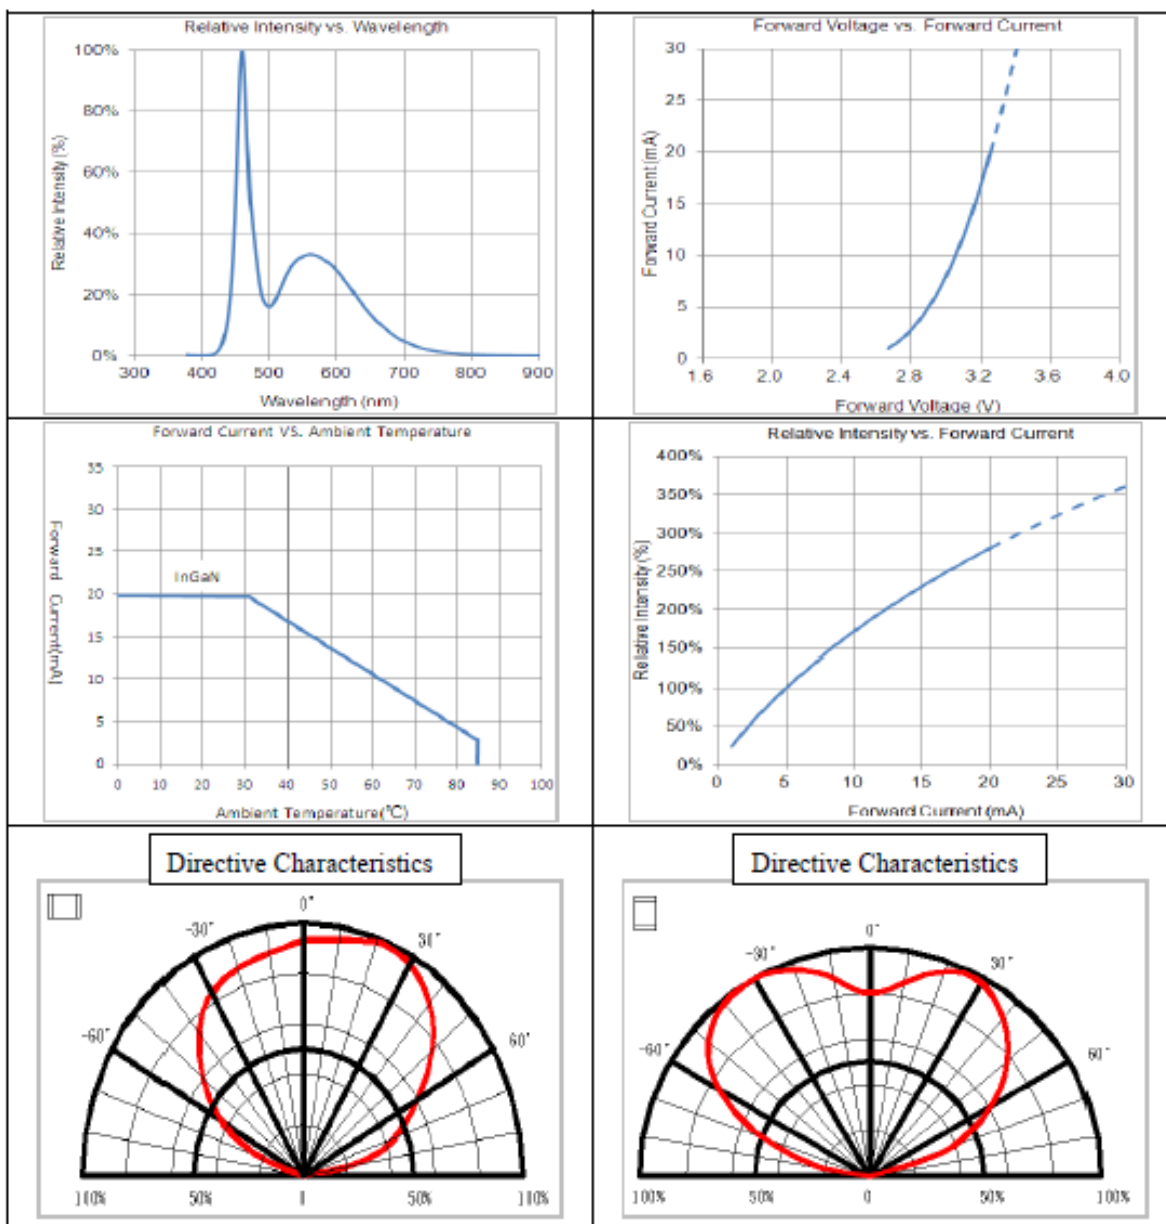 Relative Intensity vs. Wavelength
100%
80%
60%
40%
20%
0%
Relative Intensity (%)
300 400 500 600 700 800 900
Wavelength (nm)
Forward Voltage vs. Forward Current
30
25
20
15
10
5
0
Forward Current (mA)
1.6 2.0 2.4 2.8 3.2 3.6 4.0
Forward Voltage (V)
Forward Current VS. Ambient Temperature
35
30
25
20
15
10
5
0
Forward Current(mA)
InGaN
0 10 20 30 40 50 60 70 80 90 100
Ambient Temperature(℃)
Relative Intensity vs. Forward Current
400%
350%
300%
250%
200%
150%
100%
50%
0%
Relative Intensity (%)
0 5 10 15 20 25 30
Forward Current (mA)
Directive Characteristics
0°
-30° 30°
-60° 60°
100% 50% 0 50% 100%
Directive Characteristics
0°
-30° 30°
-60° 60°
100% 50% 0 50% 100%